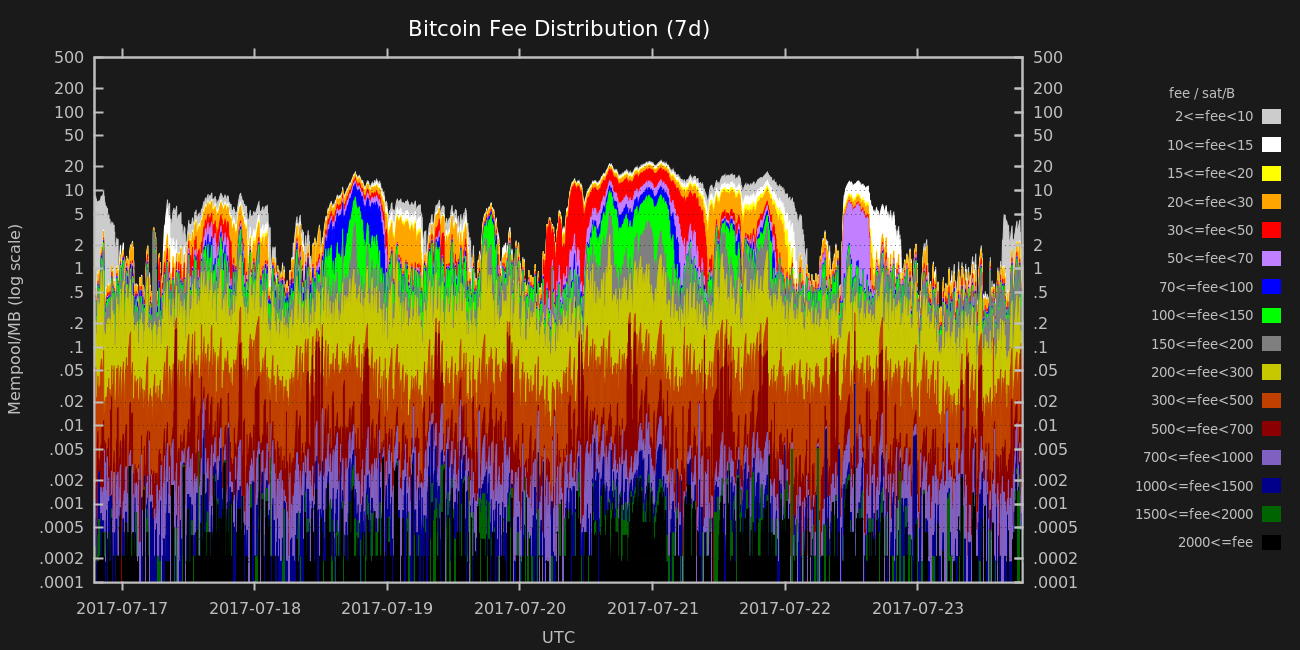 Bitcoin Fee Distribution (7d)
500
200
100
50
20
10
5
2
1
.5
.2
.1
.05
.02
.01
.005
.002
.001
.0005
.0002
.0001
Mempool/MB (log scale)
500
200
100
50
20
10
5
2
1
.5
.2
.1
.05
.02
.01
.005
.002
.001
.0005
.0002
.0001
2017-07-17
2017-07-18
2017-07-19
2017-07-20
2017-07-21
2017-07-22
2017-07-23
UTC
fee / sat/B
2<=fee<10
10<=fee<15
15<=fee<20
20<=fee<30
30<=fee<50
50<=fee<70
70<=fee<100
100<=fee<150
150<=fee<200
200<=fee<300
300<=fee<500
500<=fee<700
700<=fee<1000
1000<=fee<1500
1500<=fee<2000
2000<=fee